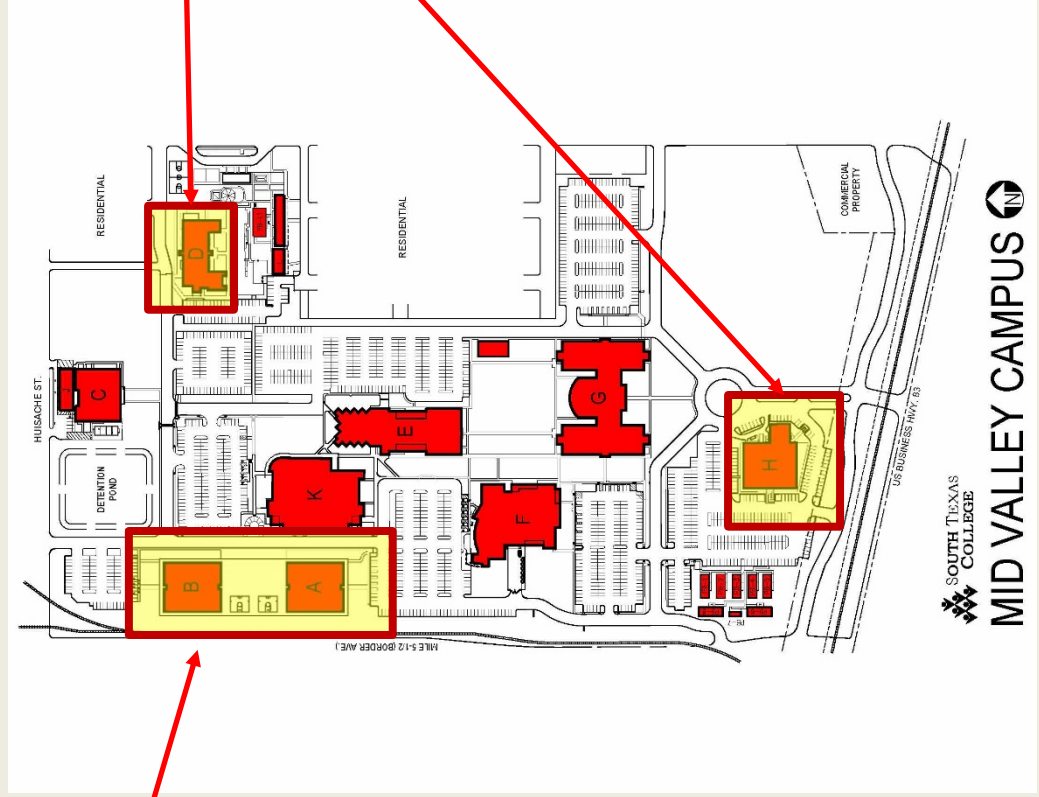 RESIDENTIAL
D
RESIDENTIAL
COMMERCIAL
PROPERTY
HUISACHE ST.
J
C
DETENTION
POND
E
G
K
F
H
B
A
MILE 5-1/2 (BORDER AVE.)
US BUSINESS HWY. 83
SOUTH TEXAS
COLLEGE
MID VALLEY CAMPUS
N